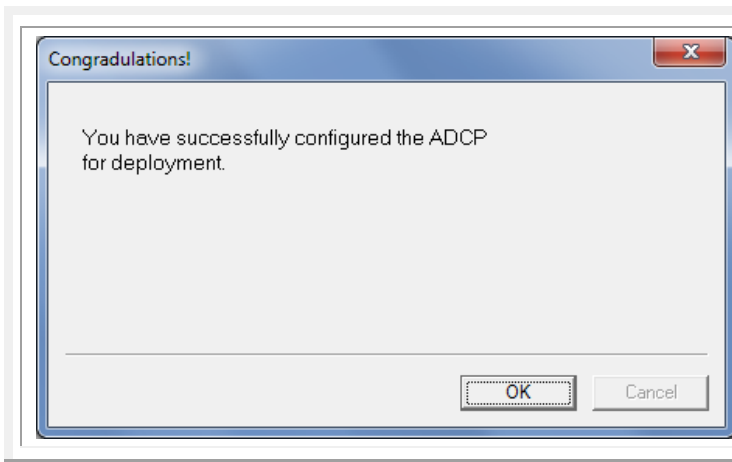 Congradulations!
You have successfully configured the ADCP
for deployment.
OK
Cancel